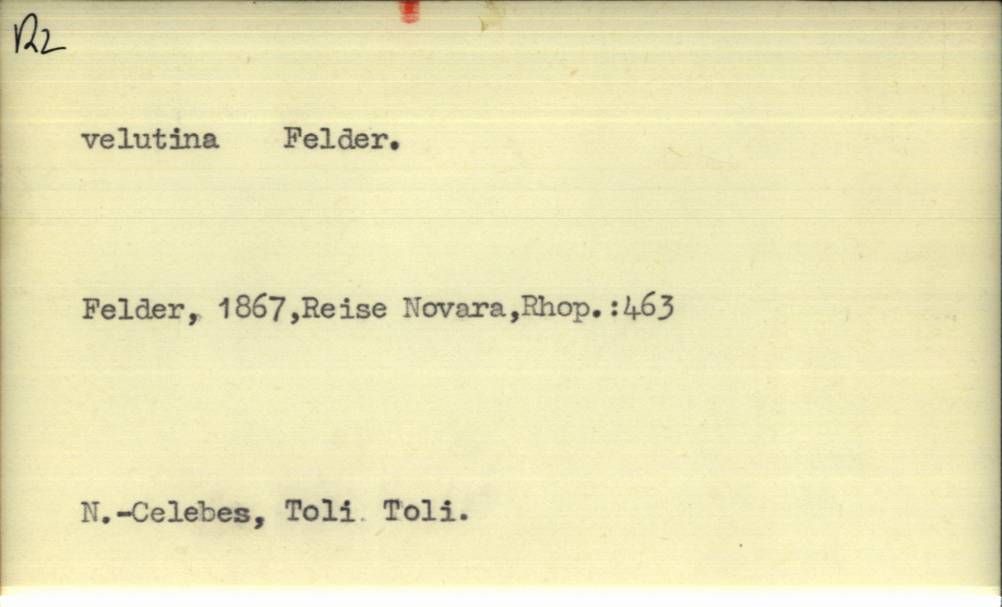 R2
velutina Felder.
Felder, 1867,Reise Novara,Rhop.:463
N.-Celebes, Toli Toli.